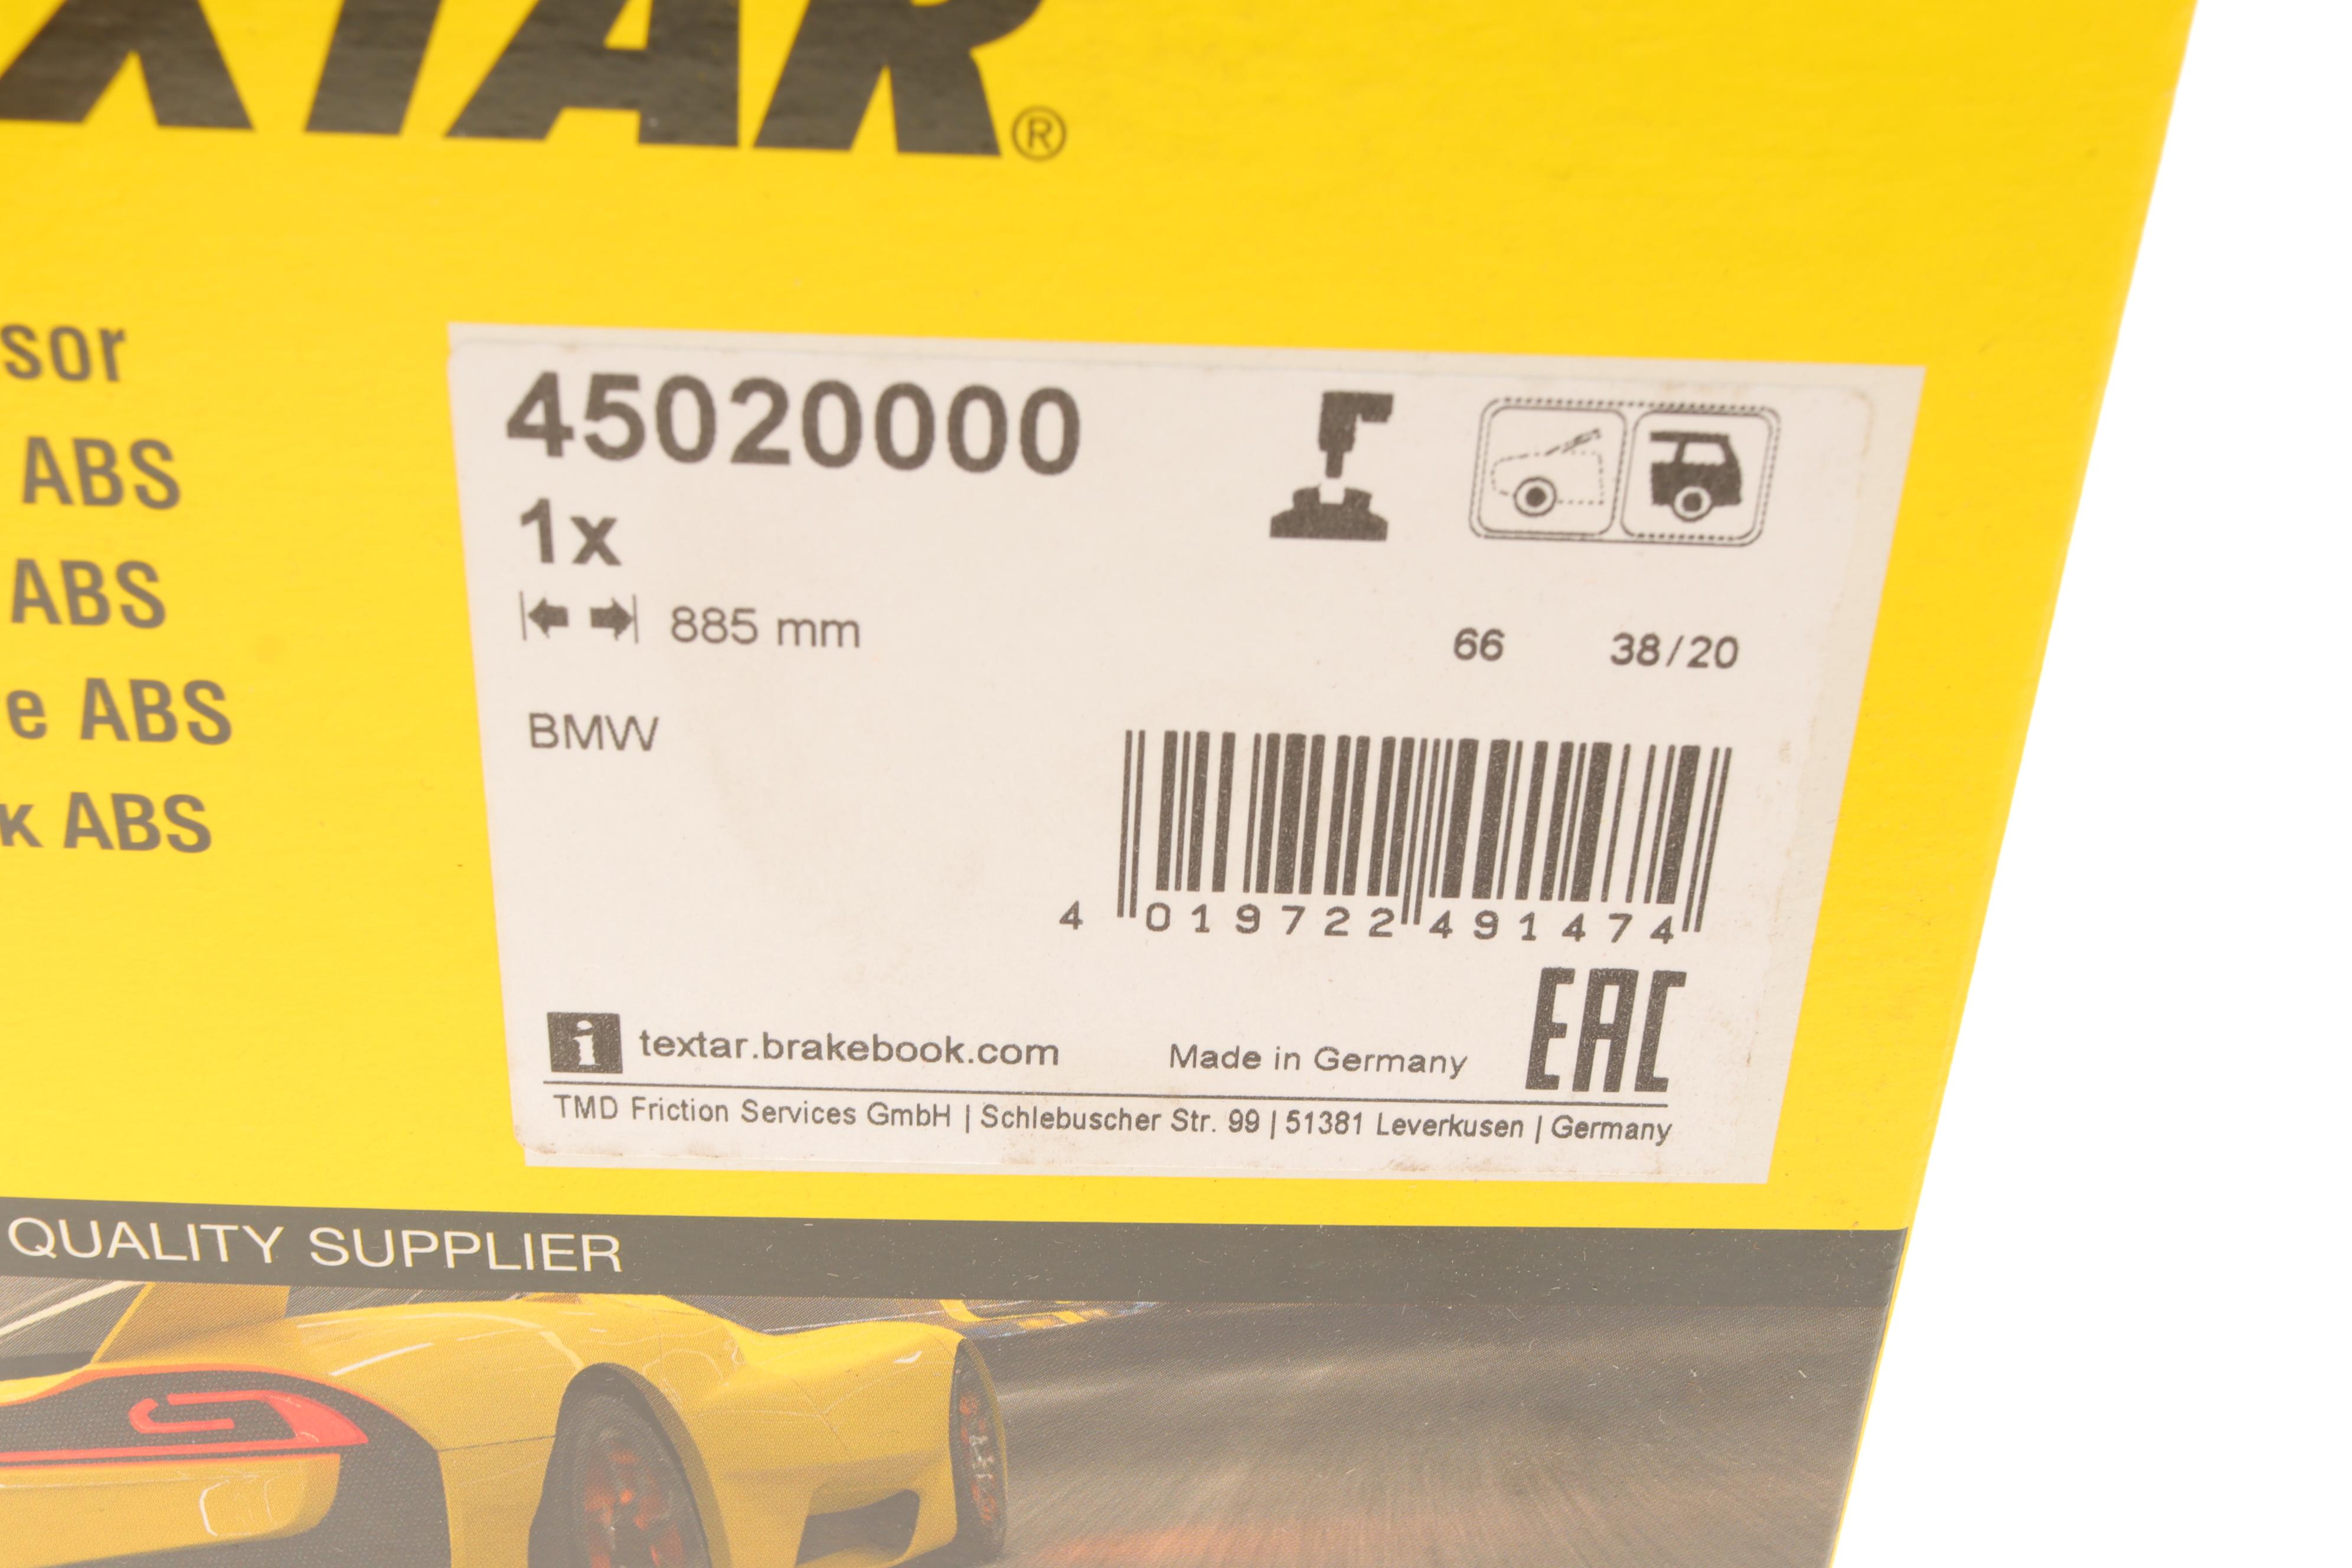 XTAR®
sor
ABS
ABS
e ABS
к ABS
45020000
1x
885 mm
66 38/20
BMW
4 019722 491474
EAC
i textar.brakebook.com Made in Germany
TMD Friction Services GmbH | Schlebuscher Str. 99 | 51381 Leverkusen | Germany
QUALITY SUPPLIER